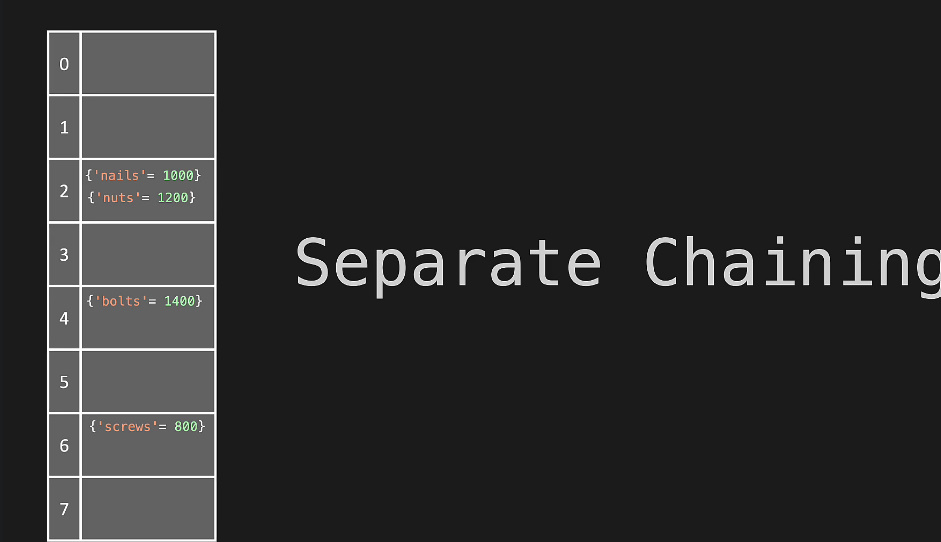 0
1
2 {'nails'= 1000}
{'nuts'= 1200}
3
Separate Chaining
4 {'bolts'= 1400}
5
6 {'screws'= 800}
7